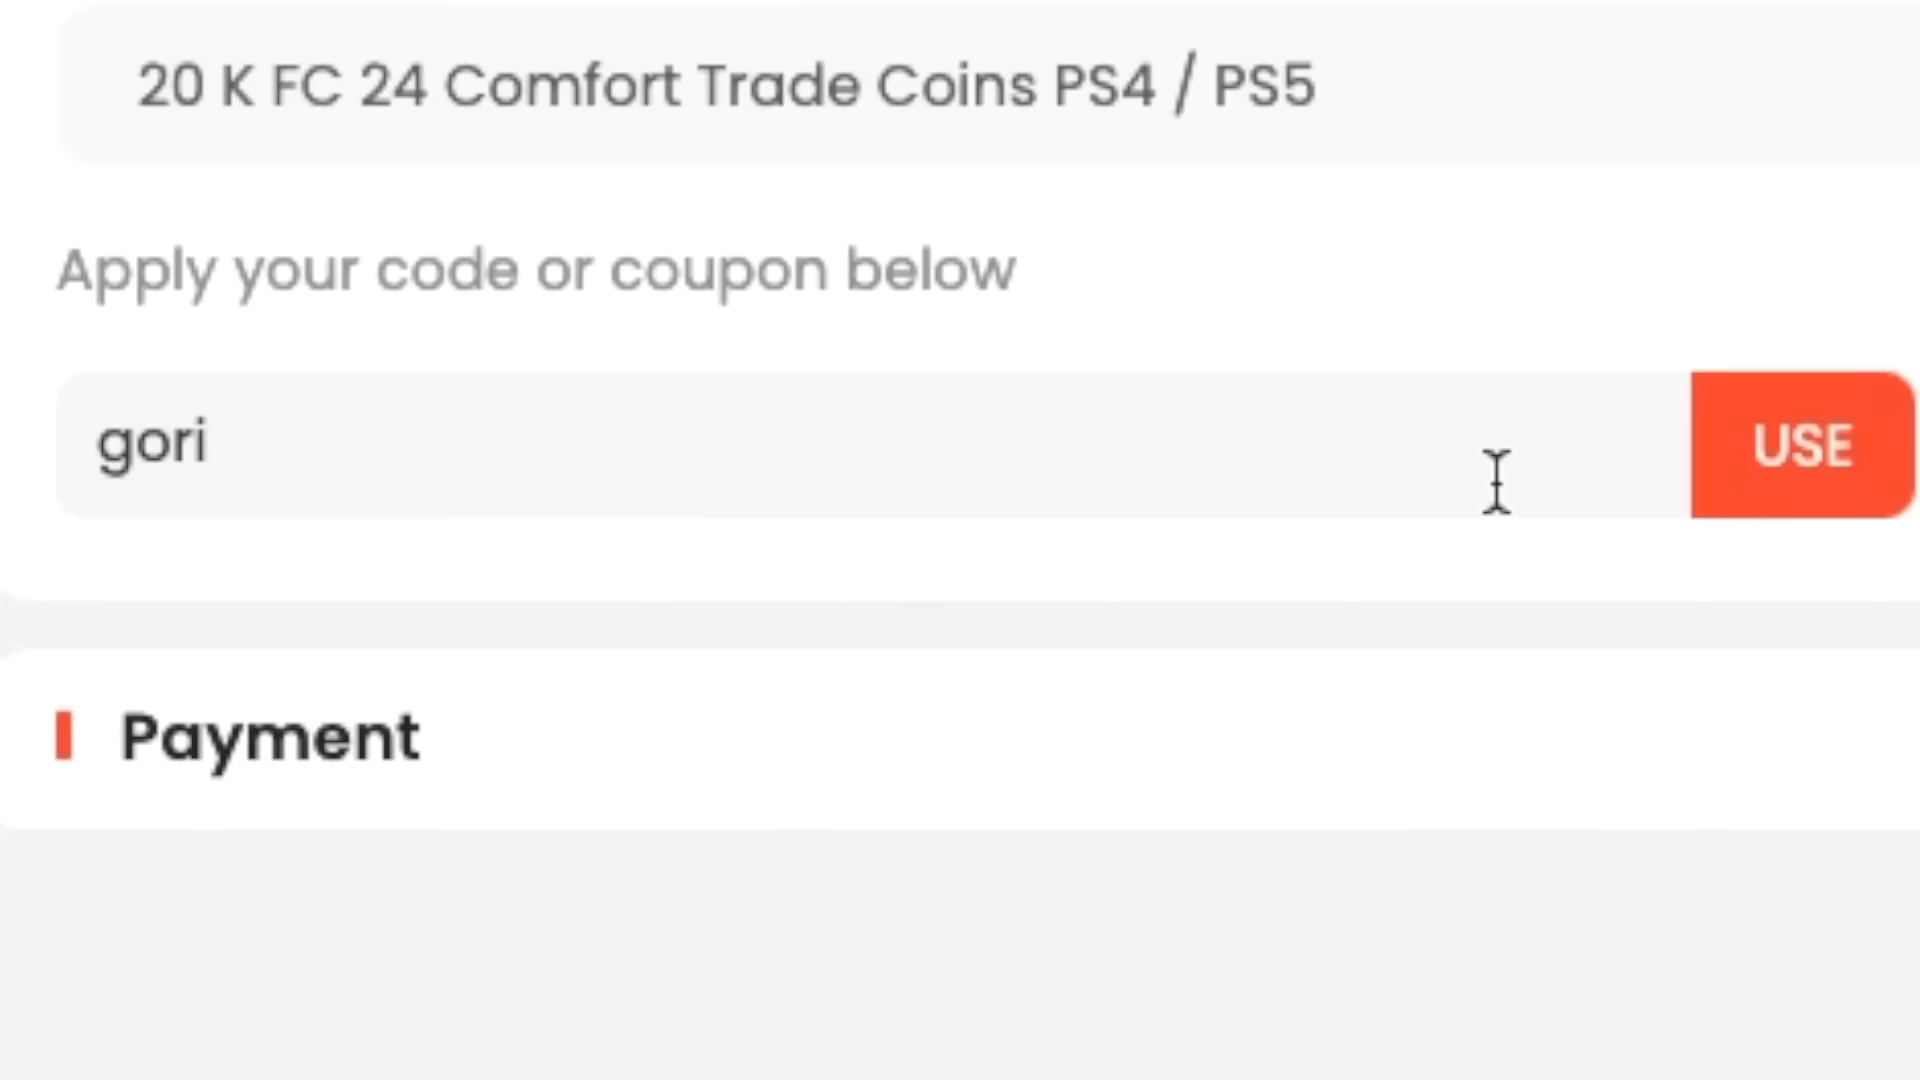 20 K FC 24 Comfort Trade Coins PS4 / PS5
Apply your code or coupon below
gori
USE
Payment